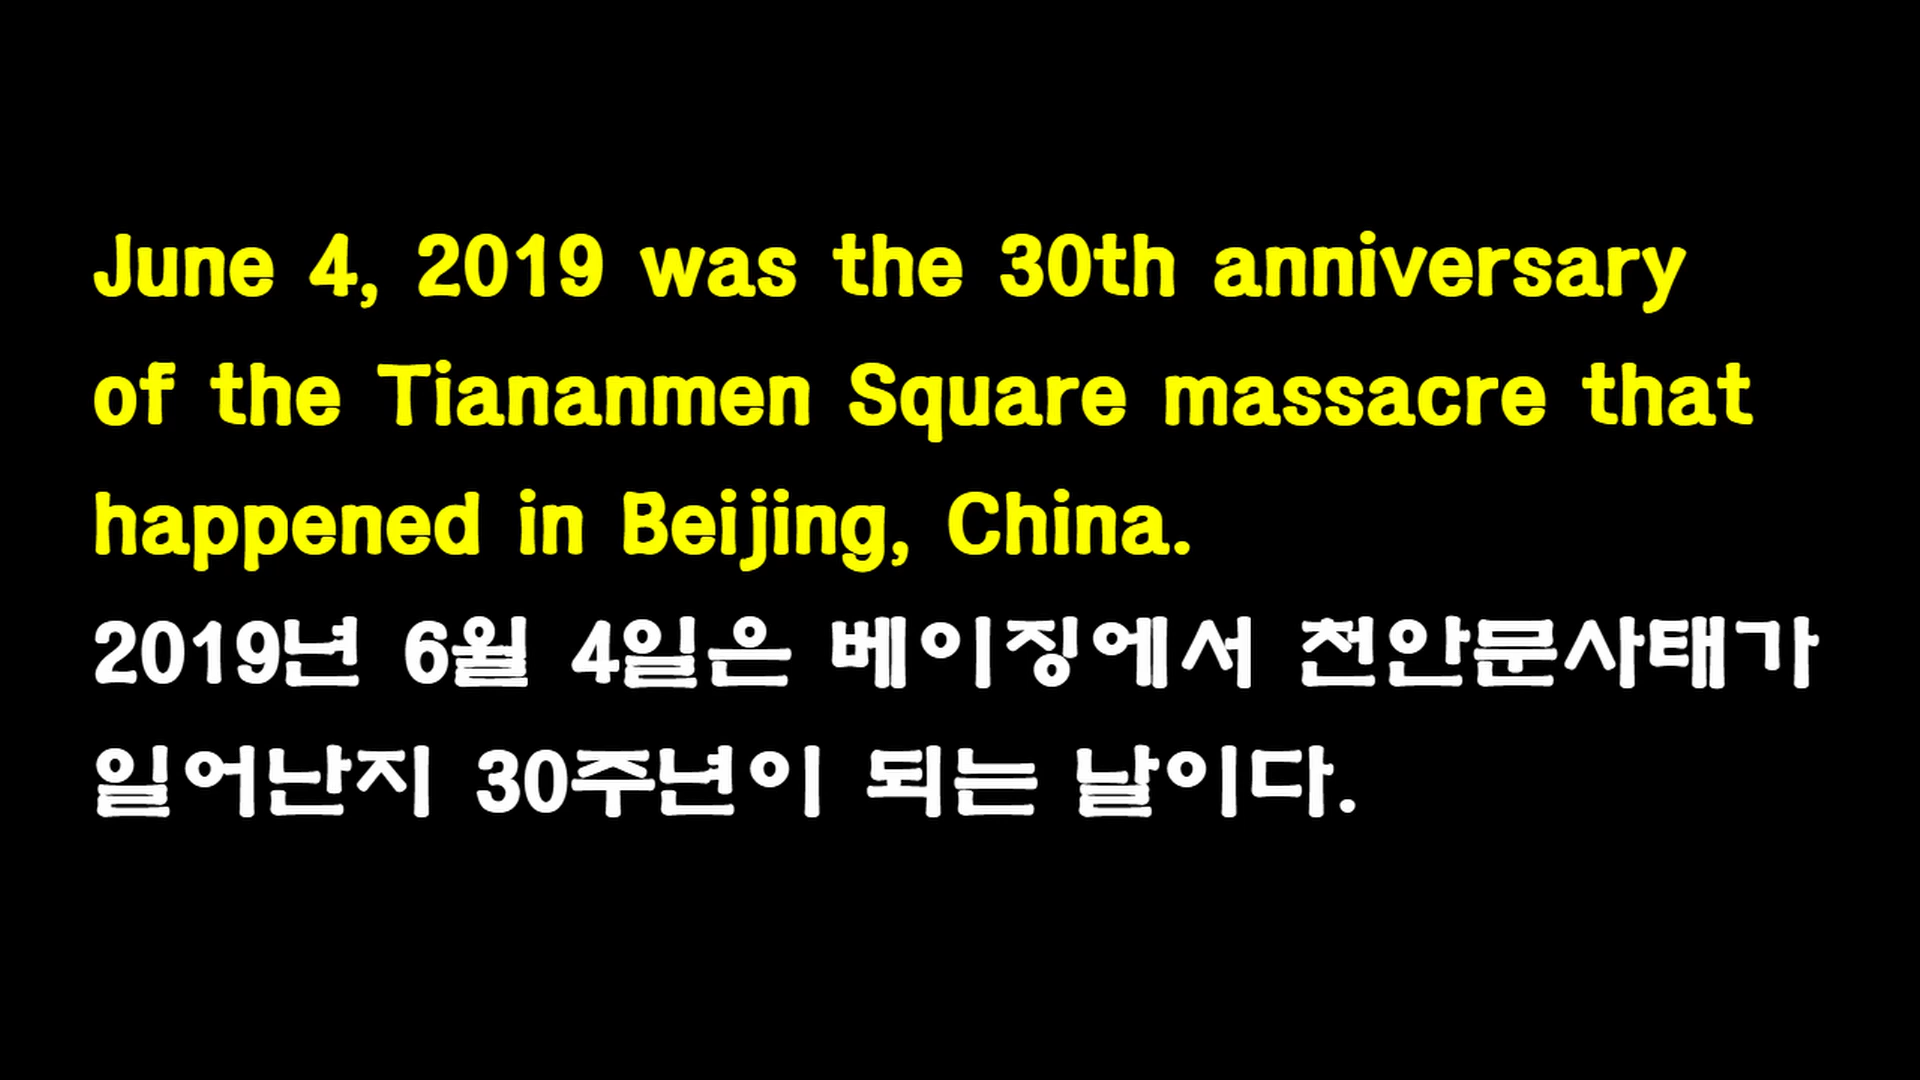 June 4, 2019 was the 30th anniversary
of the Tiananmen Square massacre that
happened in Beijing, China.
2019년 6월 4일은 베이징에서 천안문사태가
일어난지 30주년이 되는 날이다.